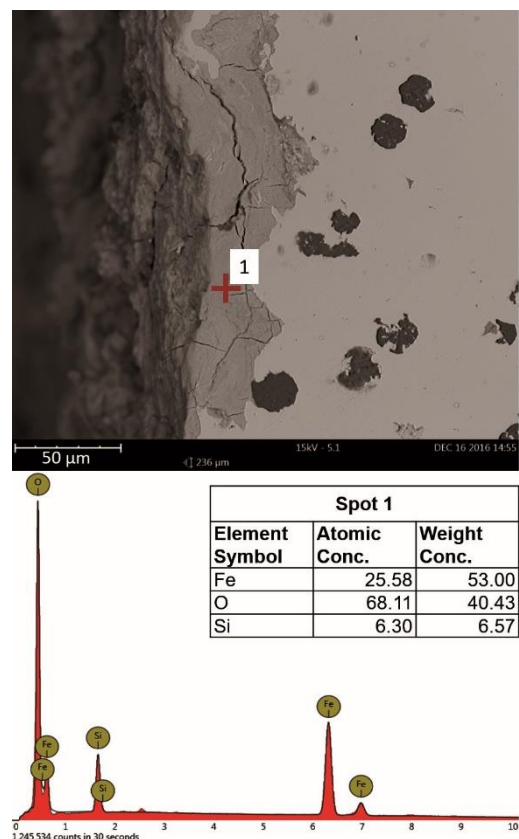 1
50 µm
236 µm
15kV - 5.1
DEC 16 2016 14:55
O
Fe
Fe
Si
Si
Fe
Fe
Spot 1
Element Symbol Atomic Conc. Weight Conc.
Fe 25.58 53.00
O 68.11 40.43
Si 6.30 6.57
0 1 2 3 4 5 6 7 8 9 10
1 245 534 counts in 30 seconds